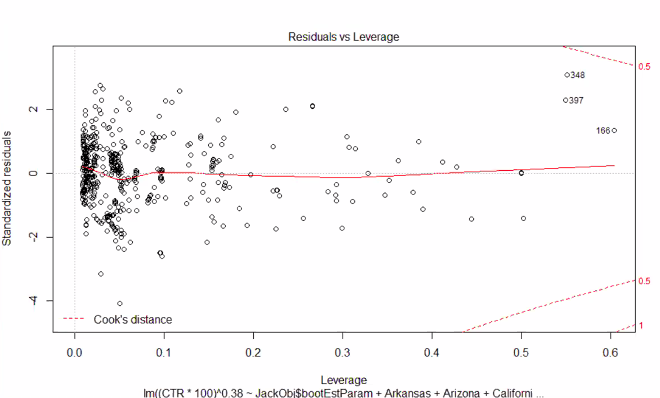 Residuals vs Leverage
Standardized residuals
2
0
-2
-4
0.5
348
397
166
0.5
1
Cook's distance
0.0 0.1 0.2 0.3 0.4 0.5 0.6
Leverage
lm((CTR * 100)^0.38 ~ JackObj$bootEstParam + Arkansas + Arizona + Californi ...